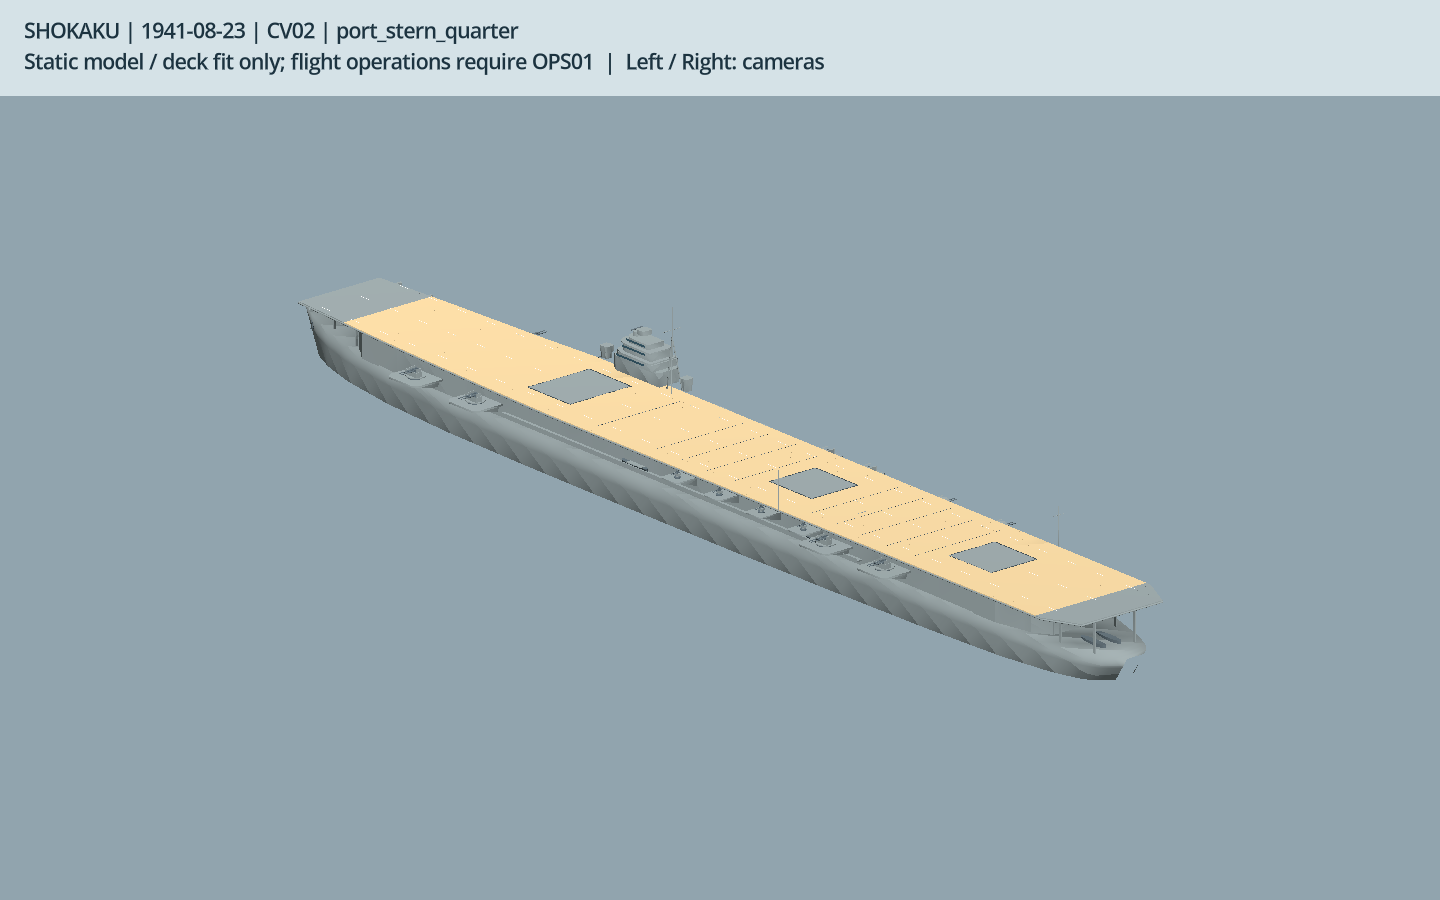 SHOKAKU | 1941-08-23 | CV02 | port_stern_quarter
Static model / deck fit only; flight operations require OPS01 | Left / Right: cameras